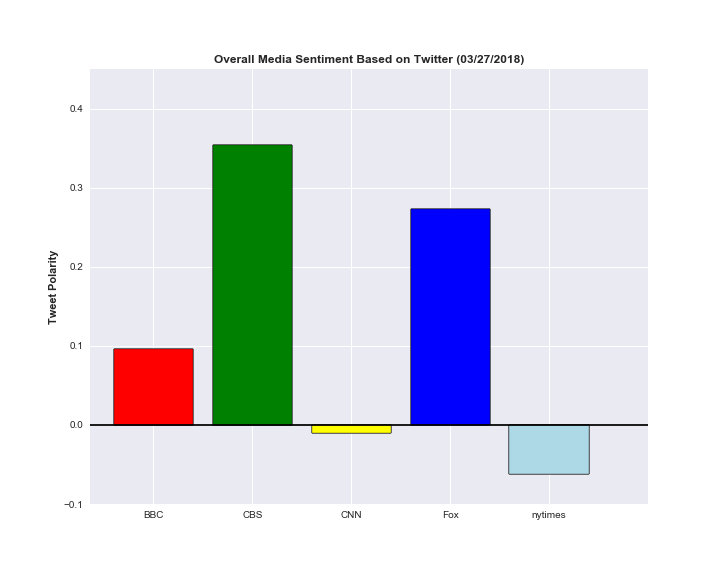 Overall Media Sentiment Based on Twitter (03/27/2018)
0.4
0.3
0.2
0.1
0.0
−0.1
Tweet Polarity
BBC CBS CNN Fox nytimes